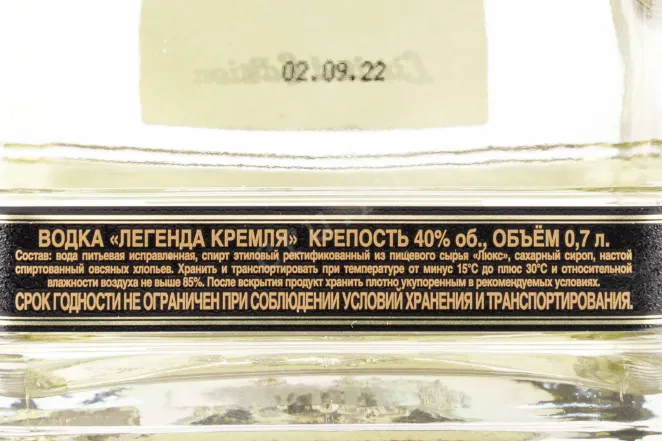 Limited Edition
02.09.22
ВОДКА «ЛЕГЕНДА КРЕМЛЯ» КРЕПОСТЬ 40% об., ОБЪЁМ 0,7 л.
Состав: вода питьевая исправленная, спирт этиловый ректификованный из пищевого сырья «Люкс», сахарный сироп, настой
спиртованный овсяных хлопьев. Хранить и транспортировать при температуре от минус 15°С до плюс 30°С и относительной
влажности воздуха не выше 85%. После вскрытия продукт хранить плотно укупоренным в рекомендуемых условиях.
СРОК ГОДНОСТИ НЕ ОГРАНИЧЕН ПРИ СОБЛЮДЕНИИ УСЛОВИЙ ХРАНЕНИЯ И ТРАНСПОРТИРОВАНИЯ.